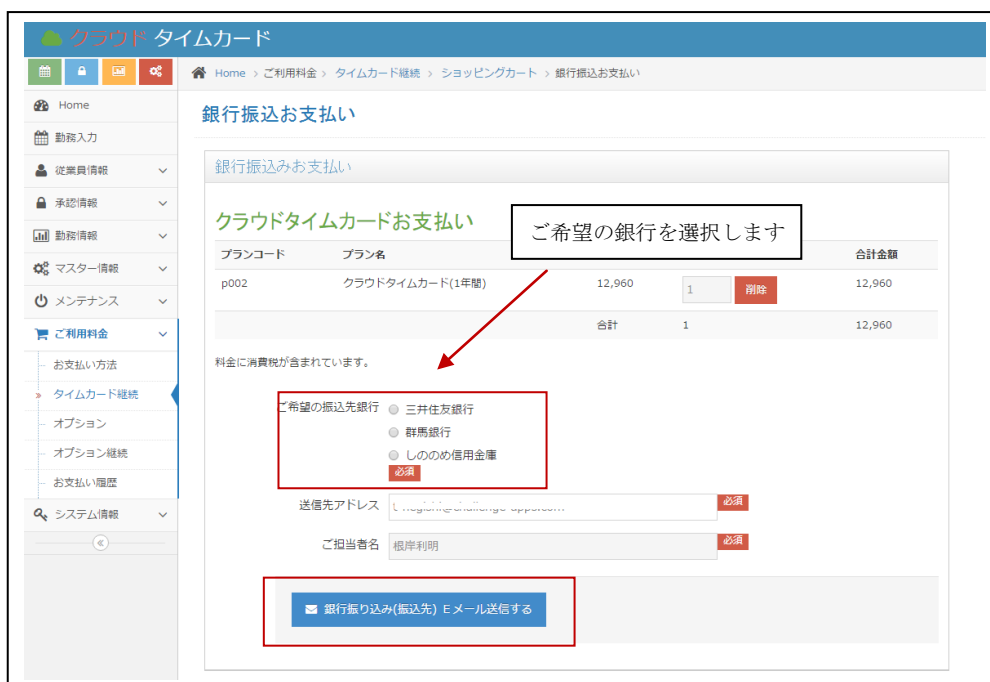 クラウド タイムカード
Home > ご利用料金 > タイムカード継続 > ショッピングカート > 銀行振込お支払い
Home
勤務入力
従業員情報
承認情報
勤務情報
マスター情報
メンテナンス
ご利用料金
お支払い方法
» タイムカード継続
オプション
オプション継続
お支払い履歴
システム情報
銀行振込お支払い
銀行振込みお支払い
クラウドタイムカードお支払い
ご希望の銀行を選択します
プランコード プラン名 合計金額
p002 クラウドタイムカード(1年間) 12,960 1 削除 12,960
合計 1 12,960
料金に消費税が含まれています。
ご希望の振込先銀行 三井住友銀行
群馬銀行
しののめ信用金庫
必須
送信先アドレス 必須
ご担当者名 根岸利明 必須
銀行振り込み(振込先) Eメール送信する